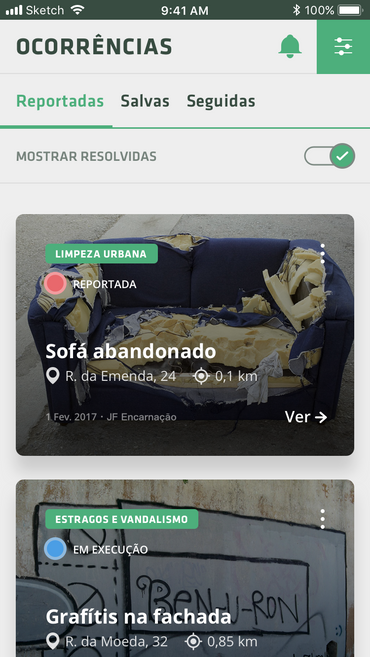 Sketch 9:41 AM 100%
OCORRÊNCIAS
Reportadas Salvas Seguidas
MOSTRAR RESOLVIDAS
LIMPEZA URBANA
REPORTADA
Sofá abandonado
R. da Emenda, 24 0,1 km
1 Fev. 2017 · JF Encarnação Ver
ESTRAGOS E VANDALISMO
EM EXECUÇÃO
BENU-RON
Grafítis na fachada
R. da Moeda, 32 0,85 km